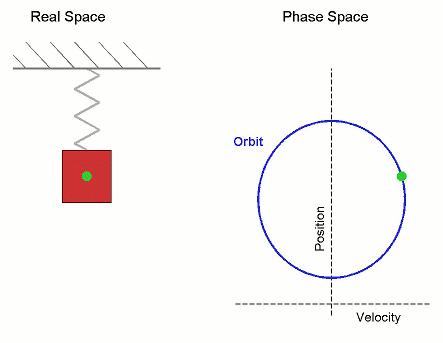 Real Space
Phase Space
Orbit
Position
Velocity